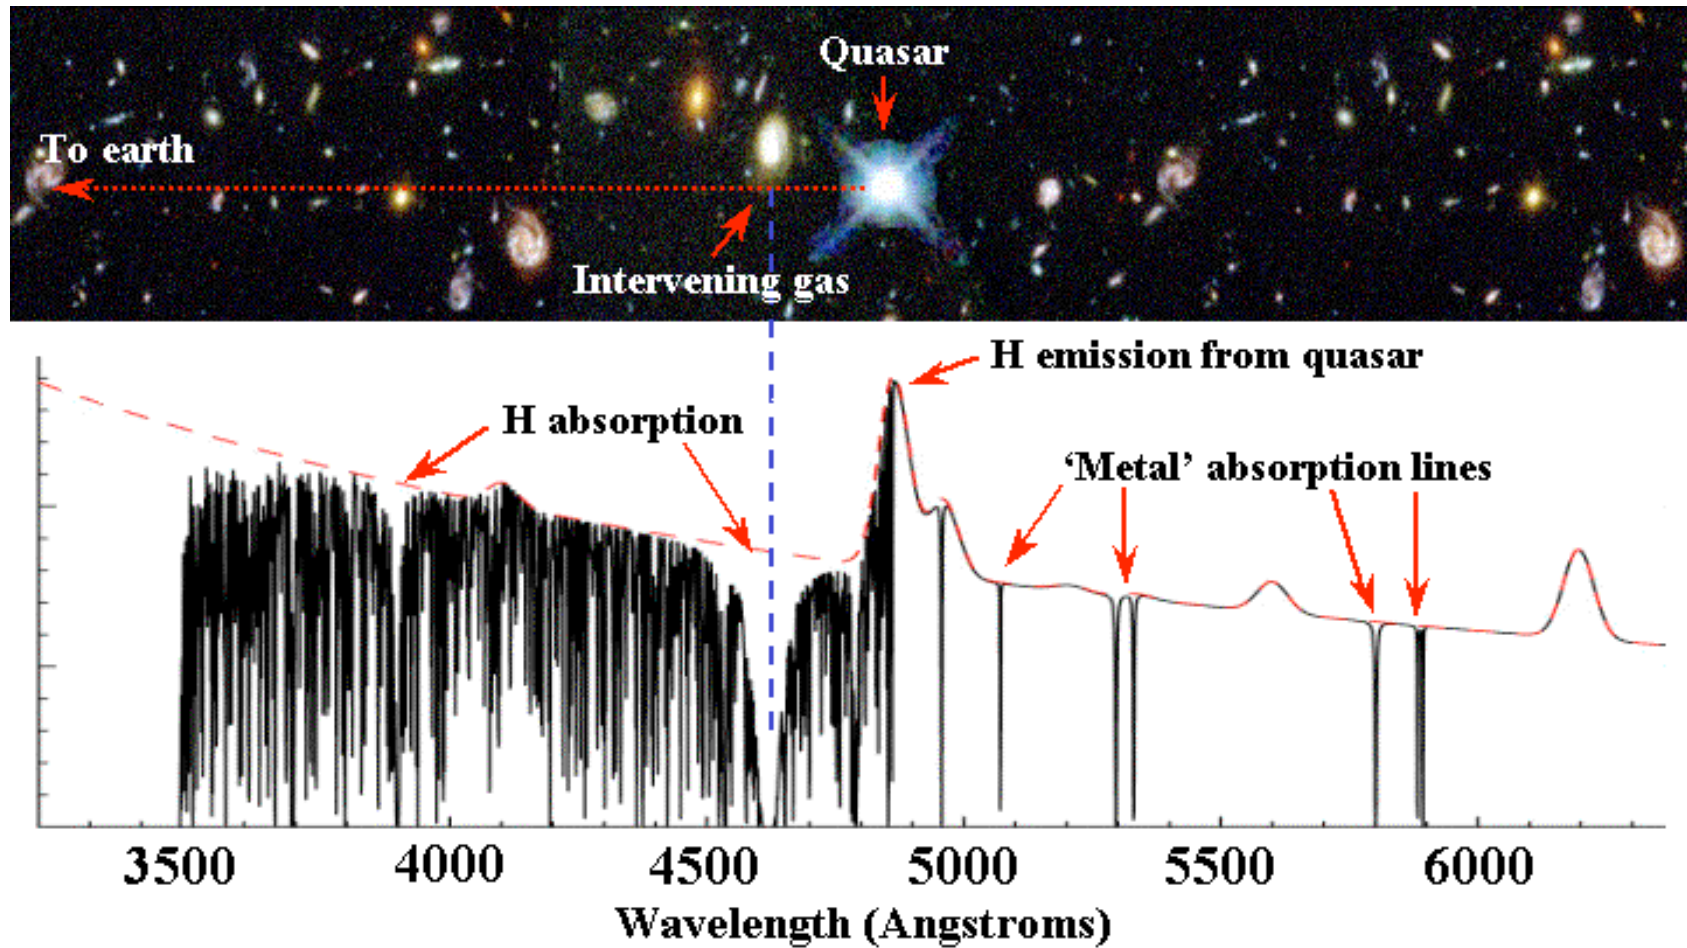 Quasar
To earth
Intervening gas
H emission from quasar
H absorption
‘Metal’ absorption lines
3500 4000 4500 5000 5500 6000
Wavelength (Angstroms)